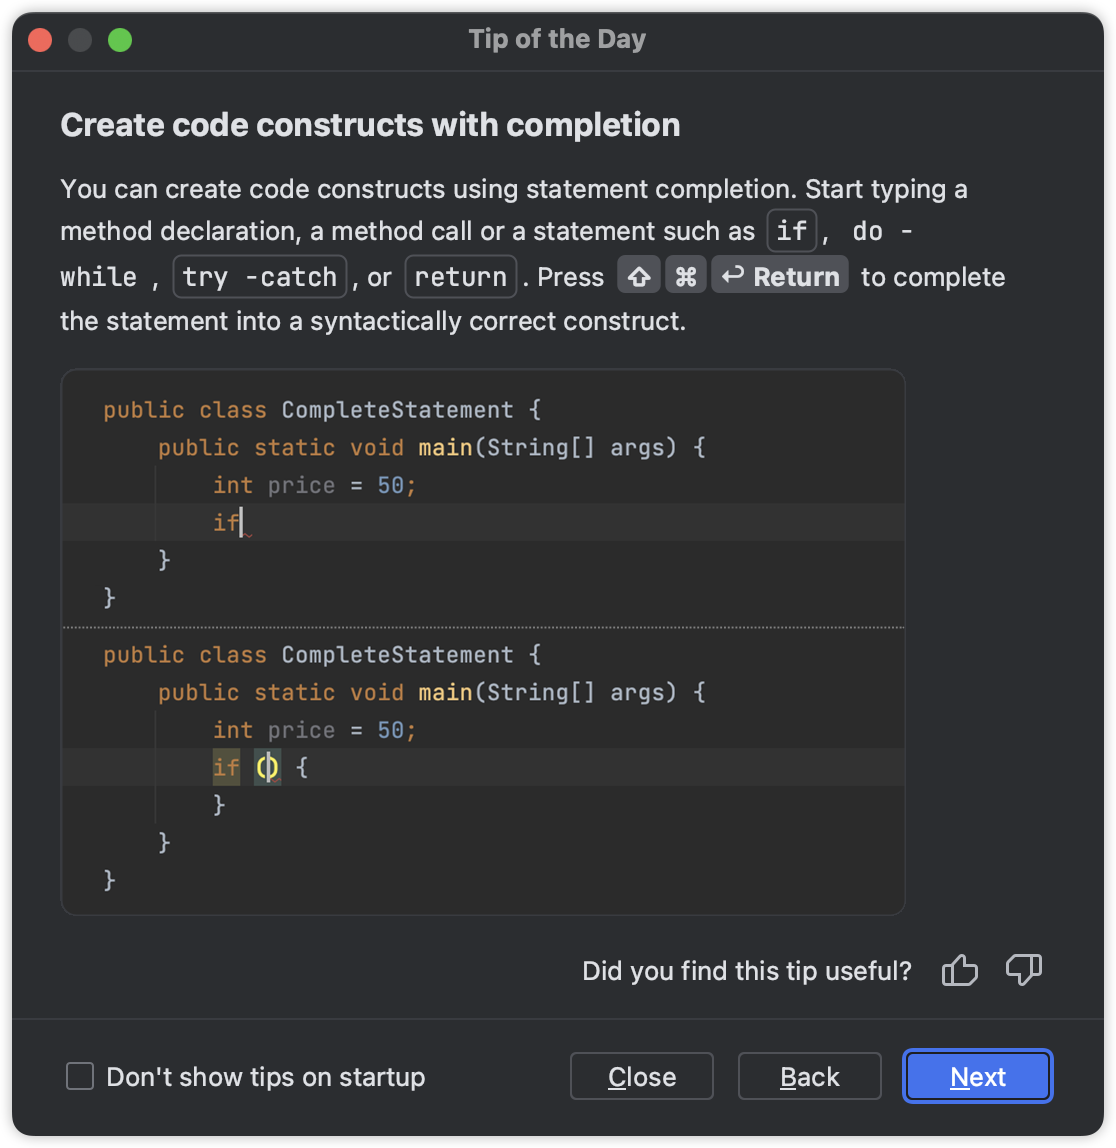 Tip of the Day
Create code constructs with completion
You can create code constructs using statement completion. Start typing a
method declaration, a method call or a statement such as if, do -
while , try -catch, or return. Press ⇧ ⌘ ↩ Return to complete
the statement into a syntactically correct construct.
public class CompleteStatement {
    public static void main(String[] args) {
        int price = 50;
        if
    }
}
public class CompleteStatement {
    public static void main(String[] args) {
        int price = 50;
        if () {
        }
    }
}
Did you find this tip useful?
Don't show tips on startup Close Back Next